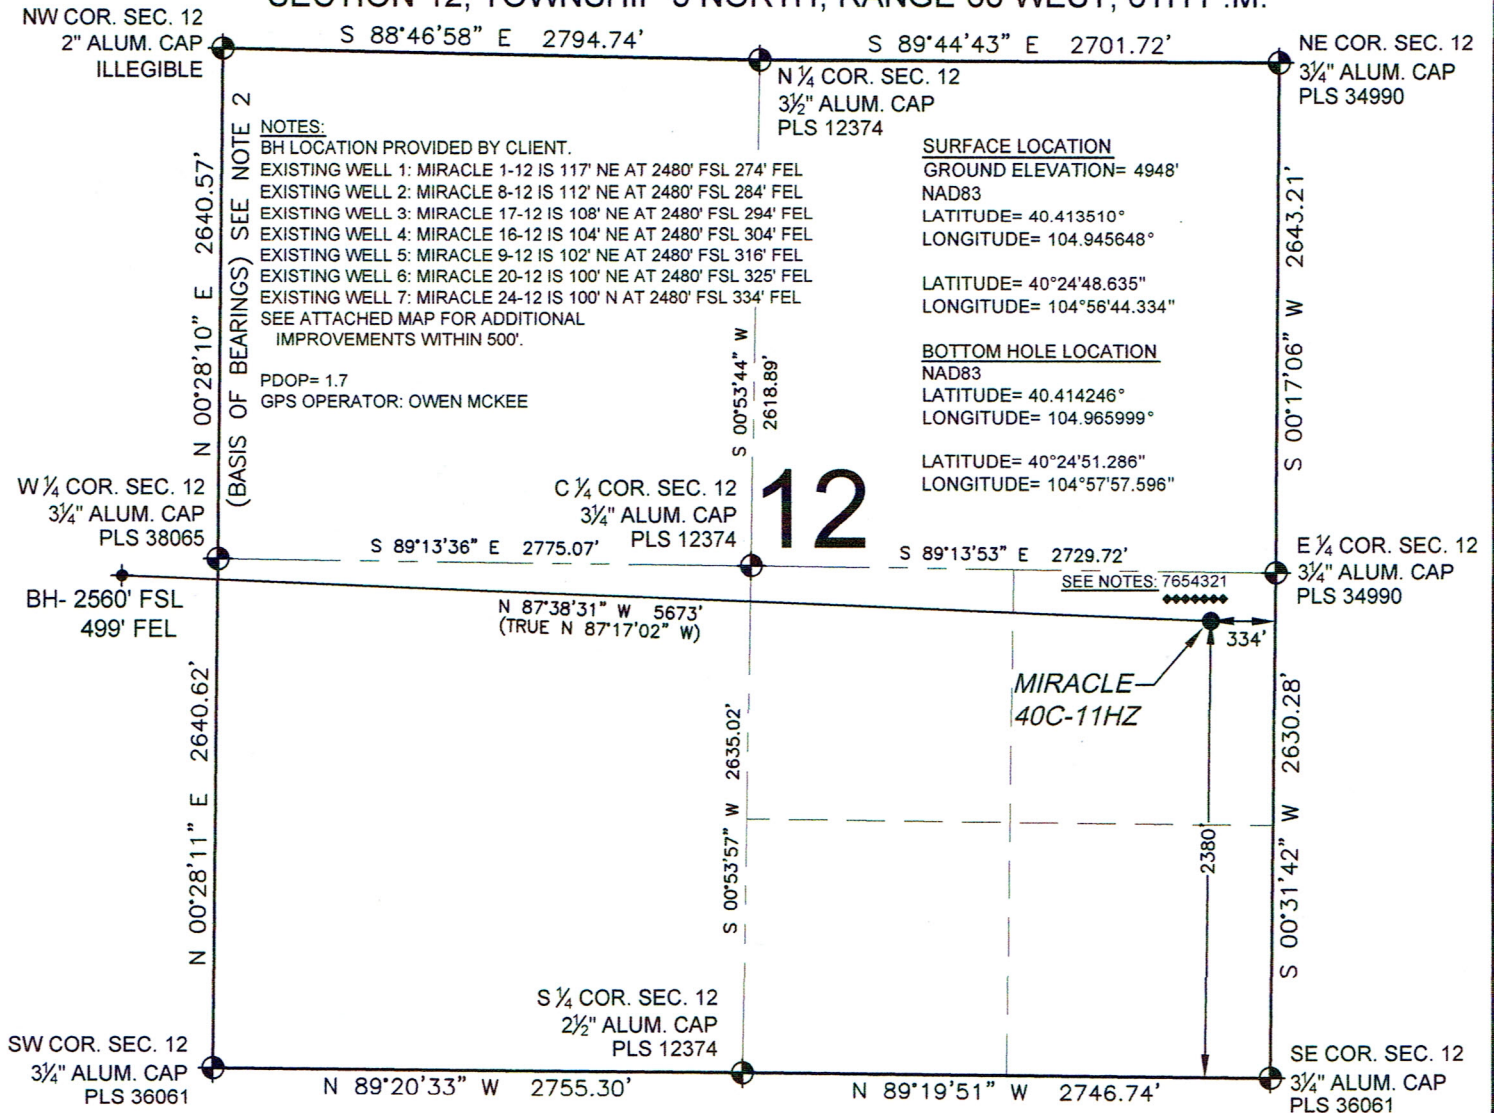 SECTION 12, TOWNSHIP
NORTH, RANGE
WEST,
NW COR. SEC. 12
2" ALUM. CAP
ILLEGIBLE
S 88°46'58" E 2794.74'
S 89°44'43" E 2701.72'
NE COR. SEC. 12
3¼" ALUM. CAP
PLS 34990
N ¼ COR. SEC. 12
3½" ALUM. CAP
PLS 12374
N 00°28'10" E 2640.57'
(BASIS OF BEARINGS) SEE NOTE 2
NOTES:
BH LOCATION PROVIDED BY CLIENT.
EXISTING WELL 1: MIRACLE 1-12 IS 117' NE AT 2480' FSL 274' FEL
EXISTING WELL 2: MIRACLE 8-12 IS 112' NE AT 2480' FSL 284' FEL
EXISTING WELL 3: MIRACLE 17-12 IS 108' NE AT 2480' FSL 294' FEL
EXISTING WELL 4: MIRACLE 16-12 IS 104' NE AT 2480' FSL 304' FEL
EXISTING WELL 5: MIRACLE 9-12 IS 102' NE AT 2480' FSL 316' FEL
EXISTING WELL 6: MIRACLE 20-12 IS 100' NE AT 2480' FSL 325' FEL
EXISTING WELL 7: MIRACLE 24-12 IS 100' N AT 2480' FSL 334' FEL
SEE ATTACHED MAP FOR ADDITIONAL
IMPROVEMENTS WITHIN 500'.
PDOP= 1.7
GPS OPERATOR: OWEN MCKEE
S 00°53'44" W
2618.89'
SURFACE LOCATION
GROUND ELEVATION= 4948'
NAD83
LATITUDE= 40.413510°
LONGITUDE= 104.945648°
LATITUDE= 40°24'48.635"
LONGITUDE= 104°56'44.334"
BOTTOM HOLE LOCATION
NAD83
LATITUDE= 40.414246°
LONGITUDE= 104.965999°
LATITUDE= 40°24'51.286"
LONGITUDE= 104°57'57.596"
S 00°17'06" W 2643.21'
W ¼ COR. SEC. 12
3¼" ALUM. CAP
PLS 38065
C ¼ COR. SEC. 12
3¼" ALUM. CAP
PLS 12374
12
S 89°13'36" E 2775.07'
S 89°13'53" E 2729.72'
E ¼ COR. SEC. 12
3¼" ALUM. CAP
PLS 34990
SEE NOTES: 7654321
BH- 2560' FSL
499' FEL
N 87°38'31" W 5673'
(TRUE N 87°17'02" W)
334'
MIRACLE
40C-11HZ
N 00°28'11" E 2640.62'
S 00°53'57" W 2635.02'
2380'
S 00°31'42" W 2630.28'
S ¼ COR. SEC. 12
2½" ALUM. CAP
PLS 12374
SW COR. SEC. 12
3¼" ALUM. CAP
PLS 36061
N 89°20'33" W 2755.30'
N 89°19'51" W 2746.74'
SE COR. SEC. 12
3¼" ALUM. CAP
PLS 36061